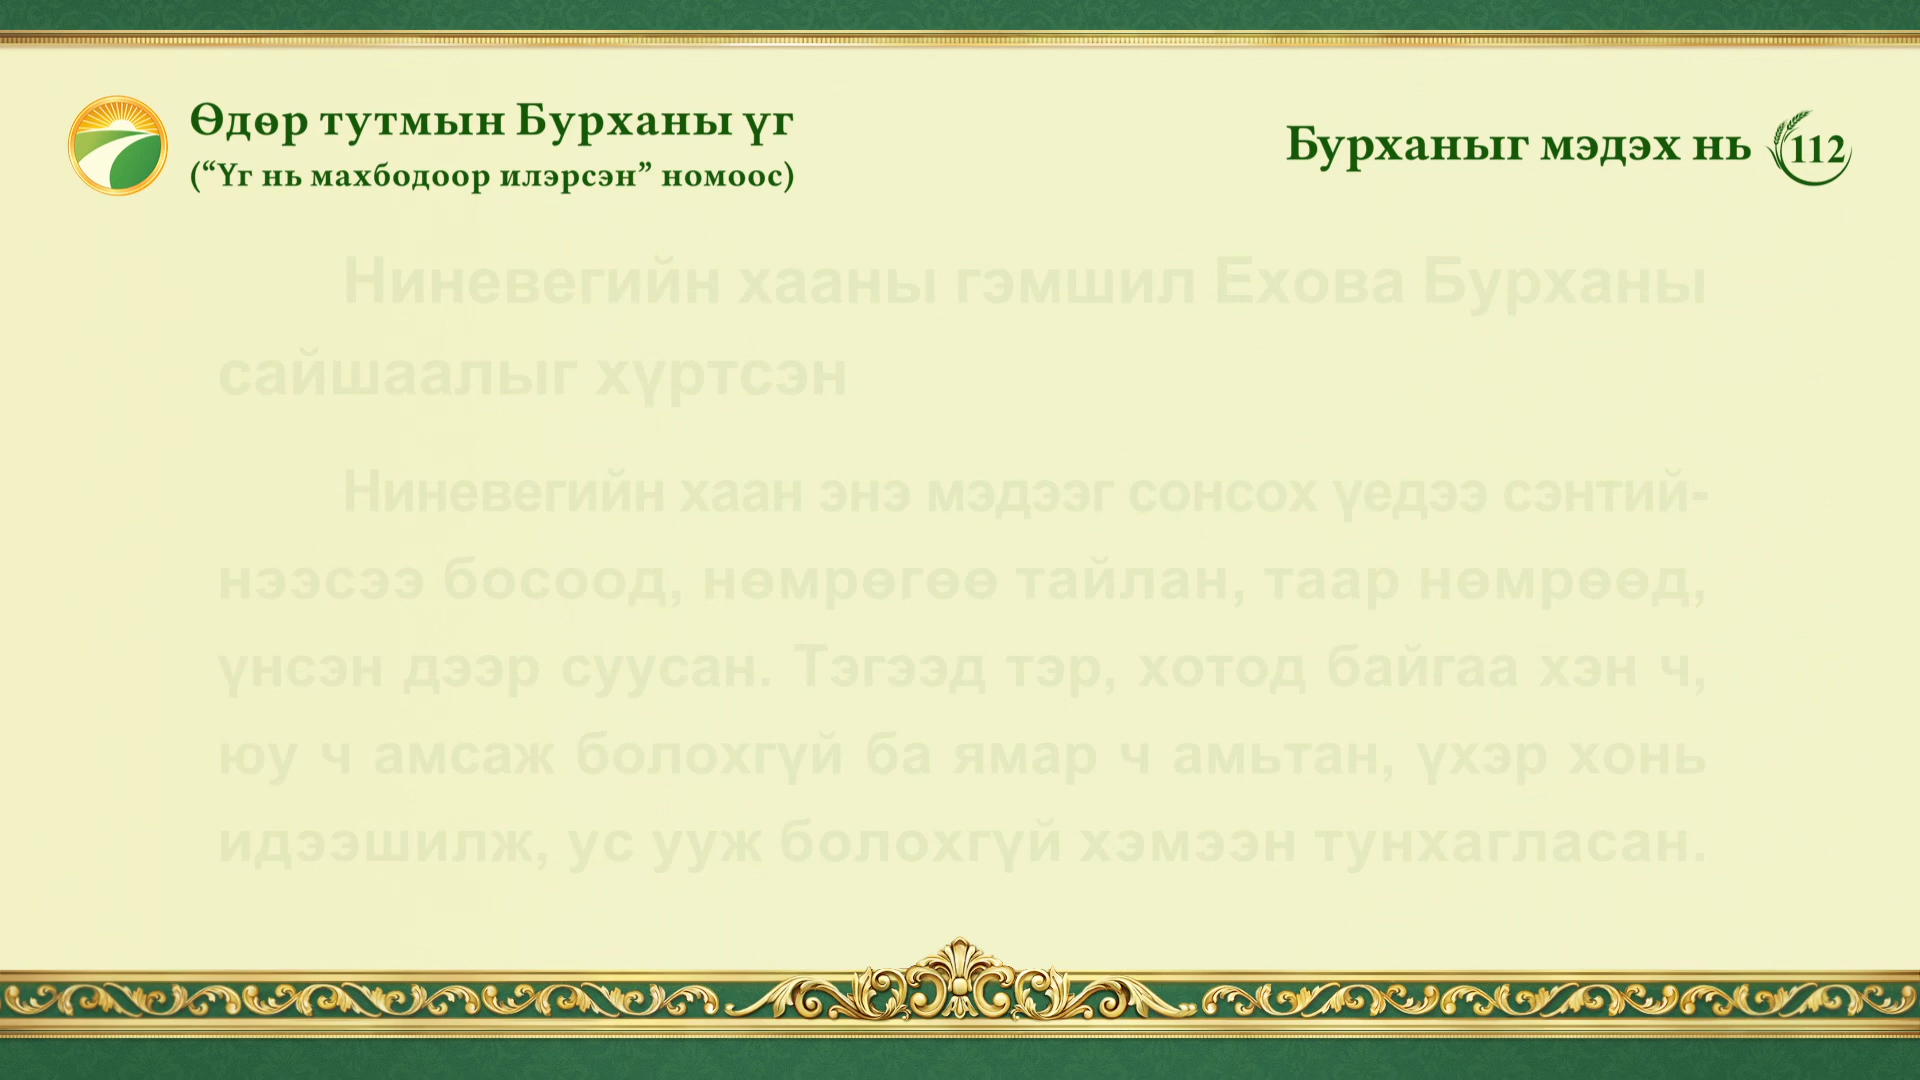 Өдөр тутмын Бурханы үг
(“Үг нь махбодоор илэрсэн” номоос)
Бурханыг мэдэх нь 112
Ниневегийн хааны гэмшил Ехова Бурханы
сайшаалыг хүртсэн
Ниневегийн хаан энэ мэдээг сонсох үедээ сэнтий-
нээсээ босоод, нөмрөгөө тайлан, таар нөмрөөд,
үнсэн дээр суусан. Тэгээд тэр, хотод байгаа хэн ч,
юу ч амсаж болохгүй ба ямар ч амьтан, үхэр хонь
идээшилж, ус ууж болохгүй хэмээн тунхагласан.